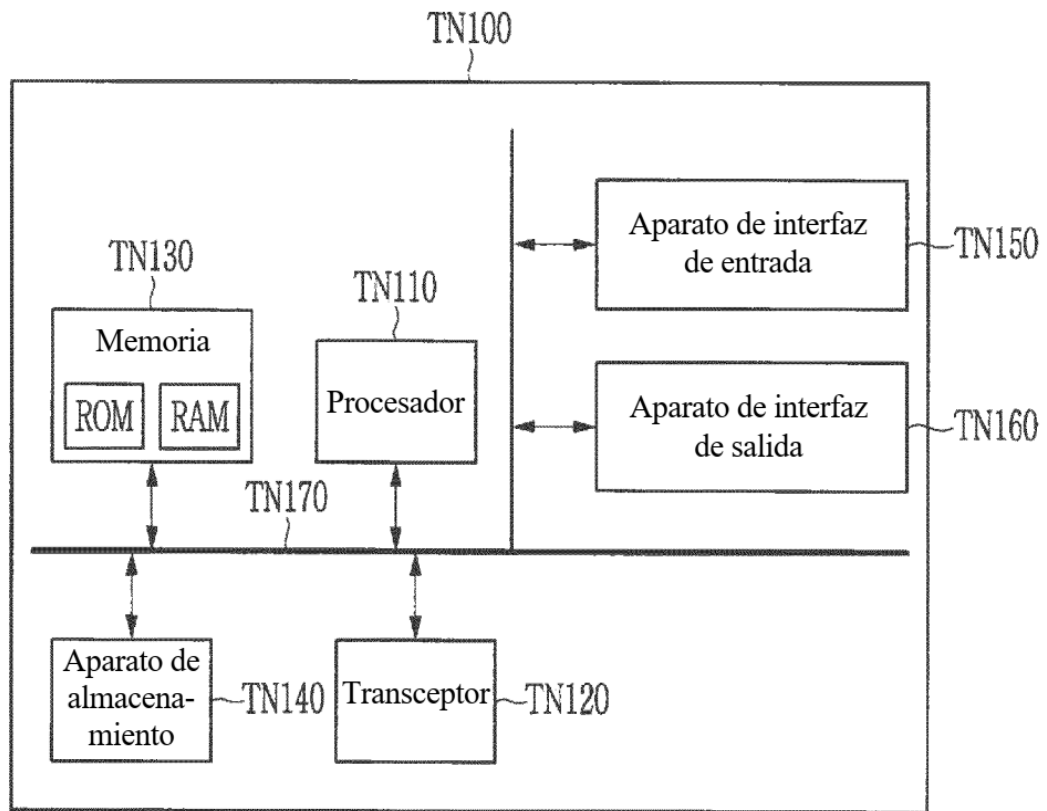 TN100
Aparato de interfaz
de entrada
TN150
TN130
Memoria
ROM
RAM
TN110
Procesador
Aparato de interfaz
de salida
TN160
TN170
Aparato de
almacena-
miento
TN140
Transceptor
TN120